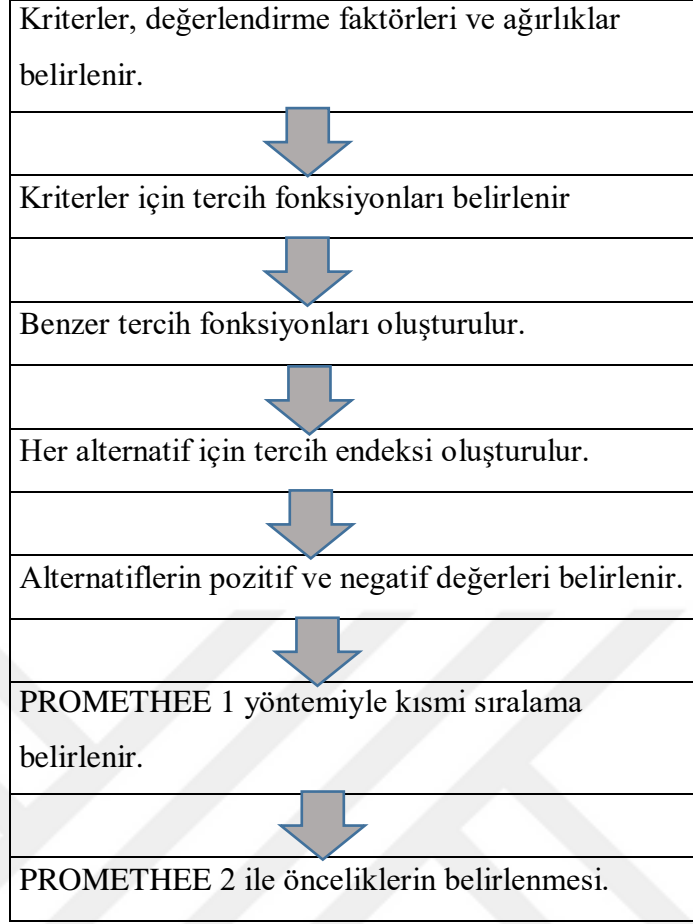 Kriterler, değerlendirme faktörleri ve ağırlıklar
belirlenir.
Kriterler için tercih fonksiyonları belirlenir
Benzer tercih fonksiyonları oluşturulur.
Her alternatif için tercih endeksi oluşturulur.
Alternatiflerin pozitif ve negatif değerleri belirlenir.
PROMETHEE 1 yöntemiyle kısmi sıralama
belirlenir.
PROMETHEE 2 ile önceliklerin belirlenmesi.